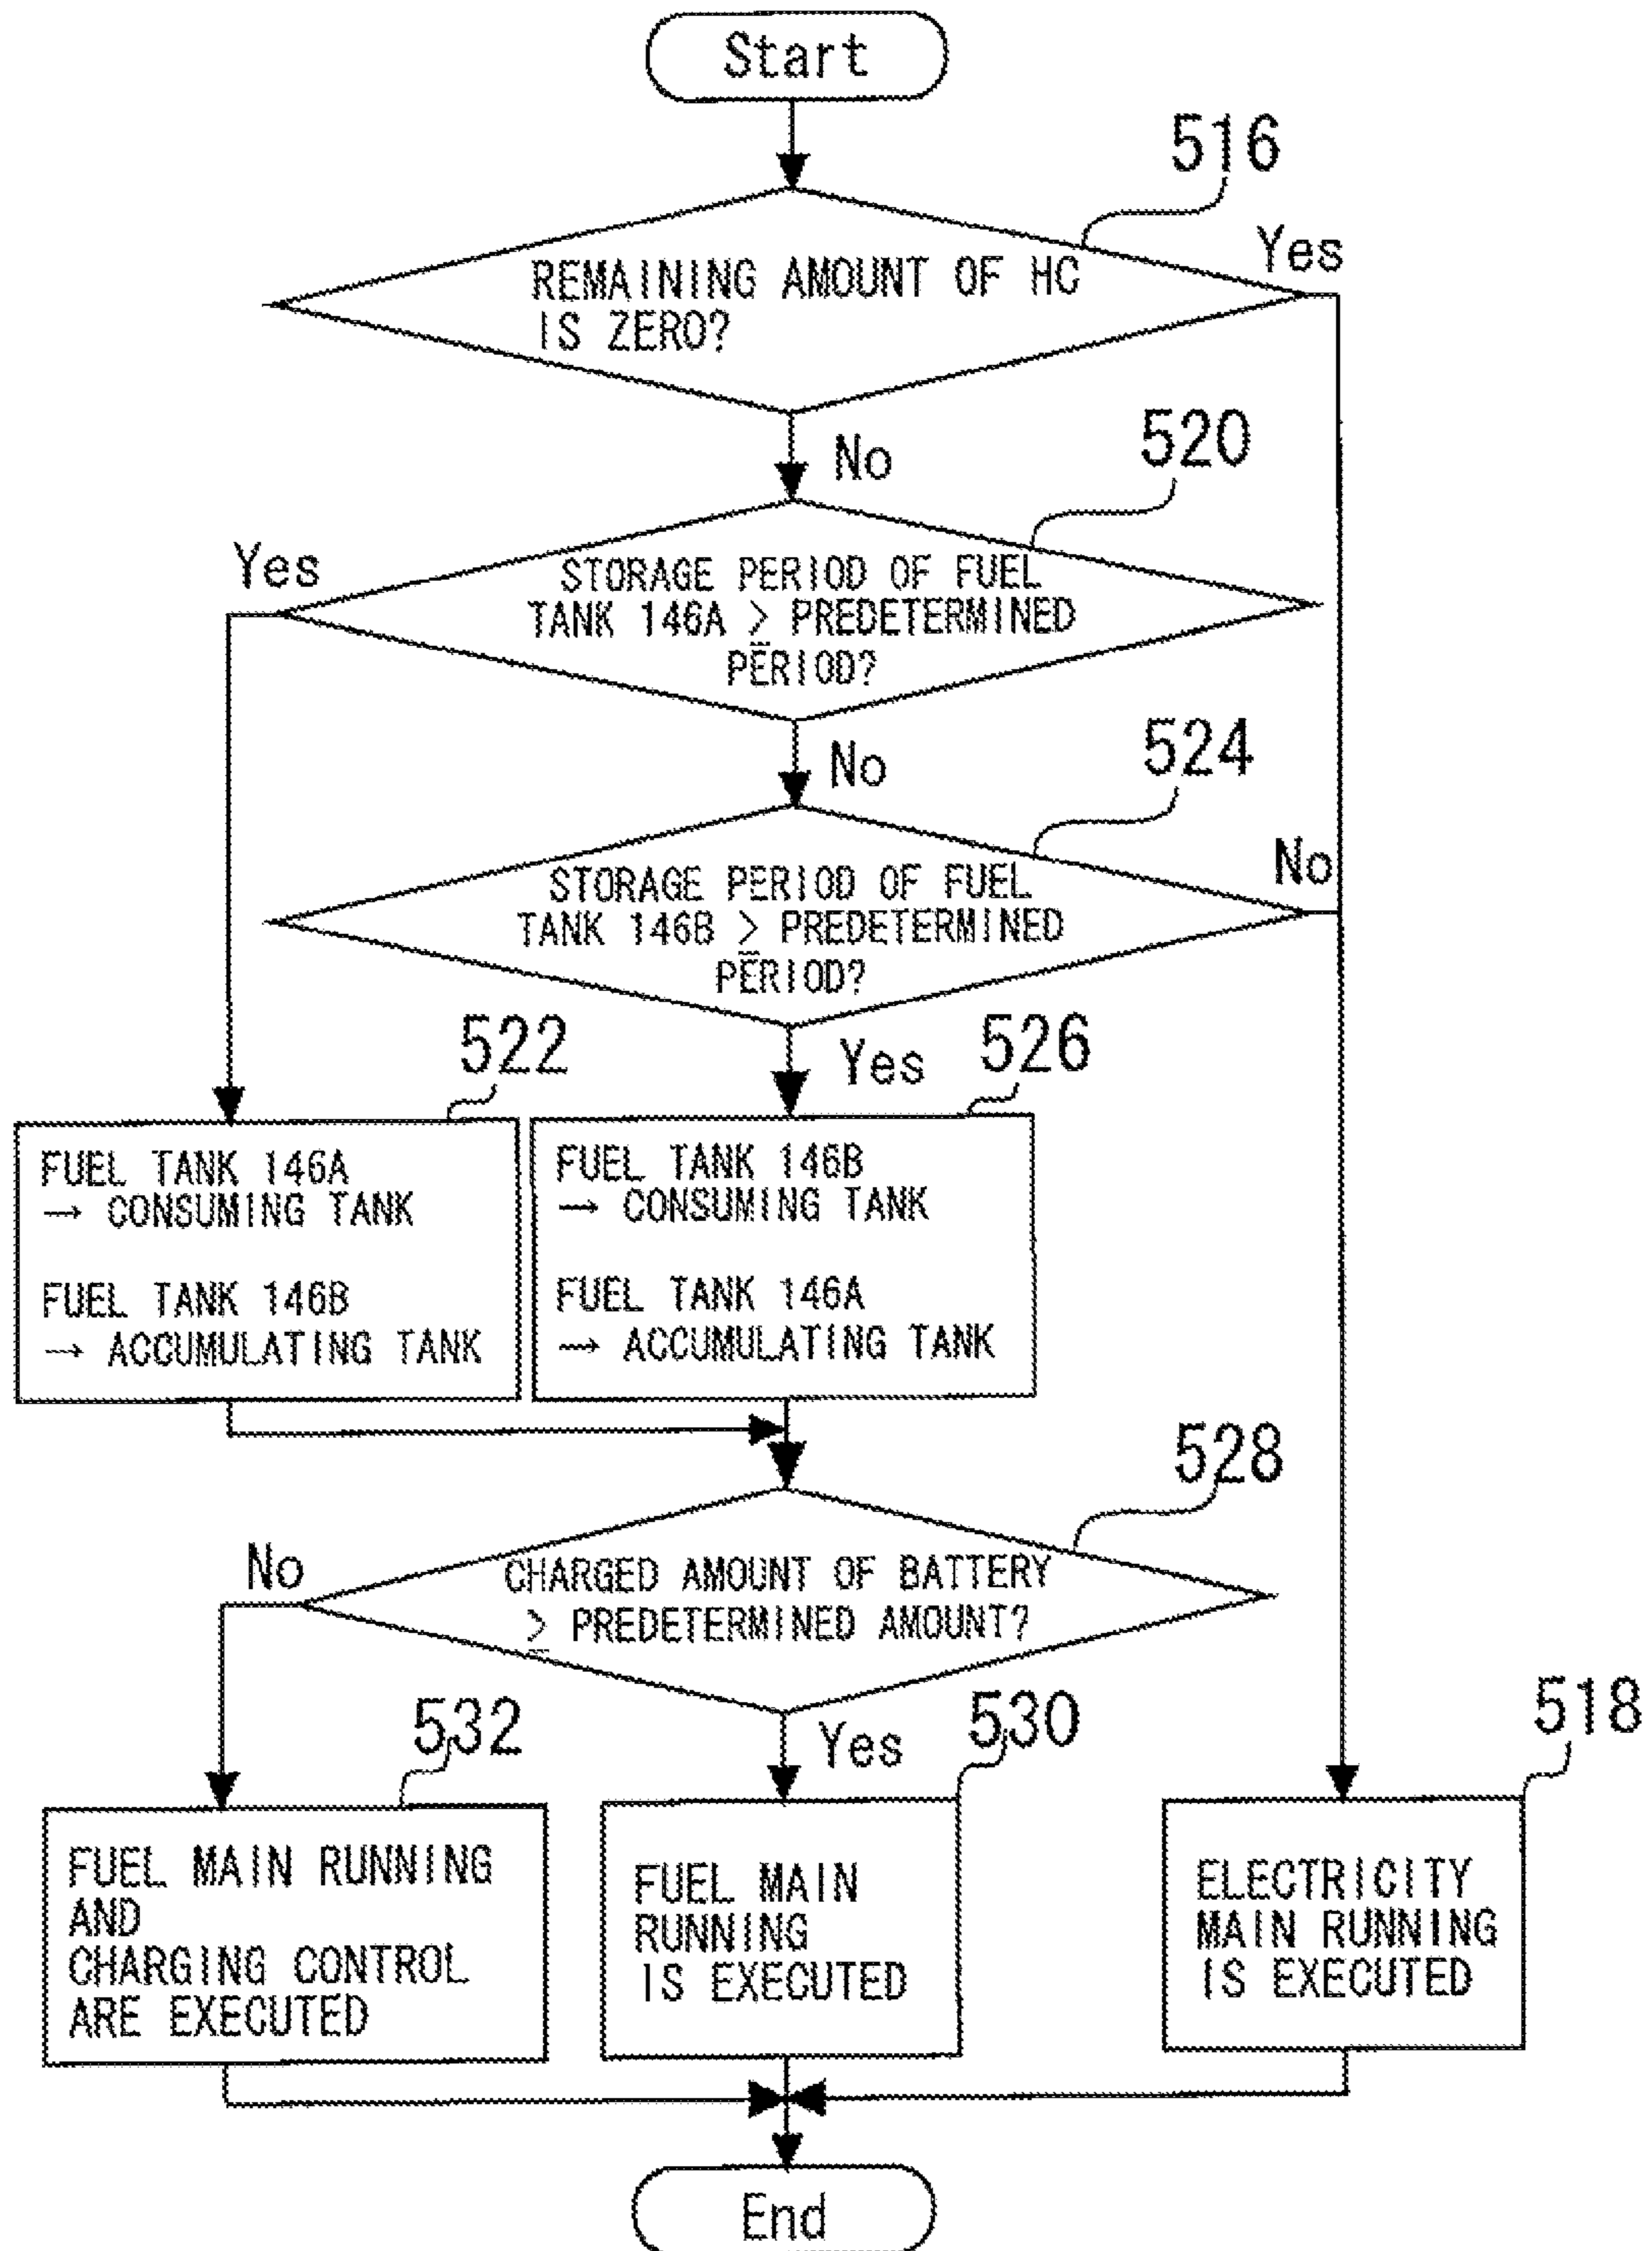 Start
516
REMAINING AMOUNT OF HC
IS ZERO?
Yes
No
520
STORAGE PERIOD OF FUEL
TANK 146A ≧ PREDETERMINED
PERIOD?
Yes
No
524
STORAGE PERIOD OF FUEL
TANK 146B ≧ PREDETERMINED
PERIOD?
No
Yes
522
FUEL TANK 146A
→ CONSUMING TANK
FUEL TANK 146B
→ ACCUMULATING TANK
526
FUEL TANK 146B
→ CONSUMING TANK
FUEL TANK 146A
→ ACCUMULATING TANK
528
CHARGED AMOUNT OF BATTERY
≧ PREDETERMINED AMOUNT?
No
Yes
532
FUEL MAIN RUNNING
AND
CHARGING CONTROL
ARE EXECUTED
530
FUEL MAIN
RUNNING
IS EXECUTED
518
ELECTRICITY
MAIN RUNNING
IS EXECUTED
End